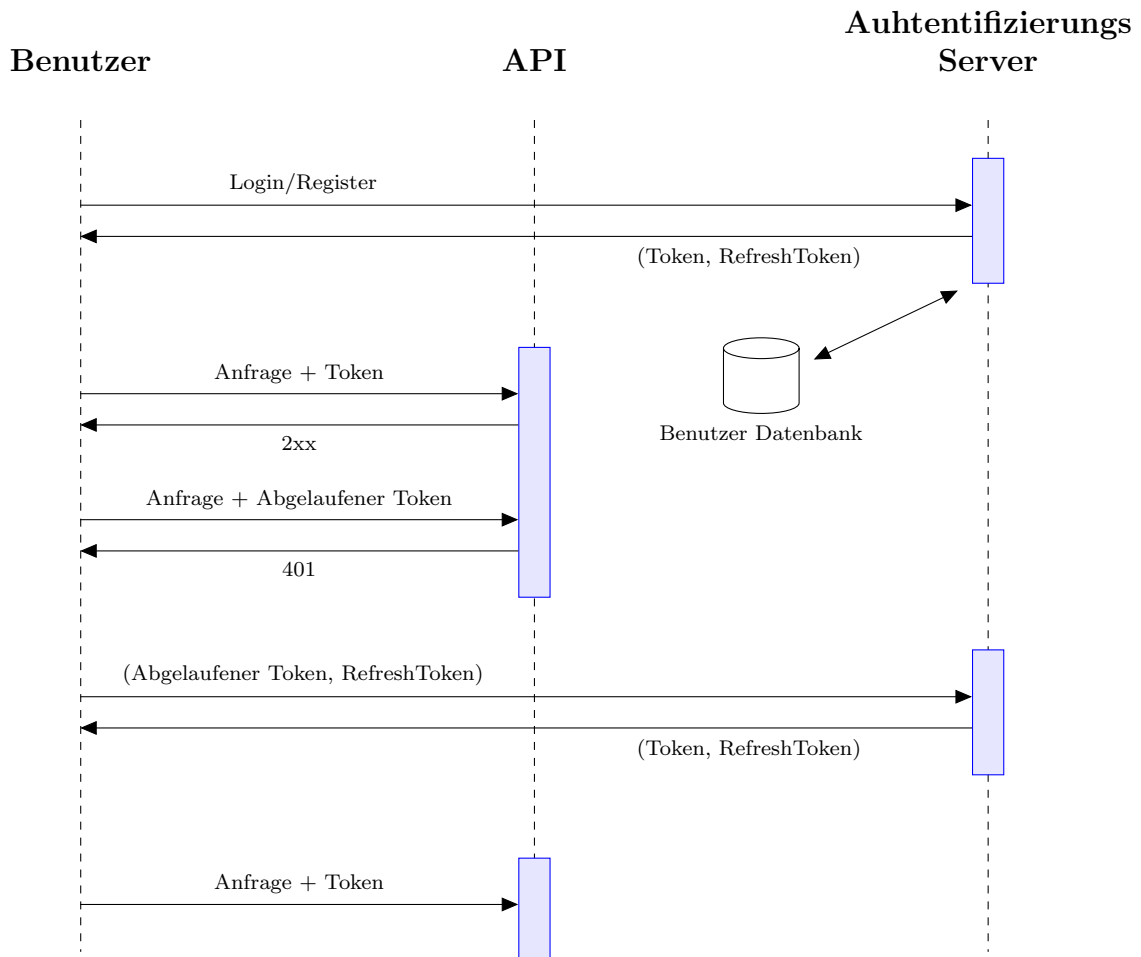 Auhtentifizierungs
Benutzer API Server
Login/Register
(Token, RefreshToken)
Anfrage + Token
2xx
Benutzer Datenbank
Anfrage + Abgelaufener Token
401
(Abgelaufener Token, RefreshToken)
(Token, RefreshToken)
Anfrage + Token